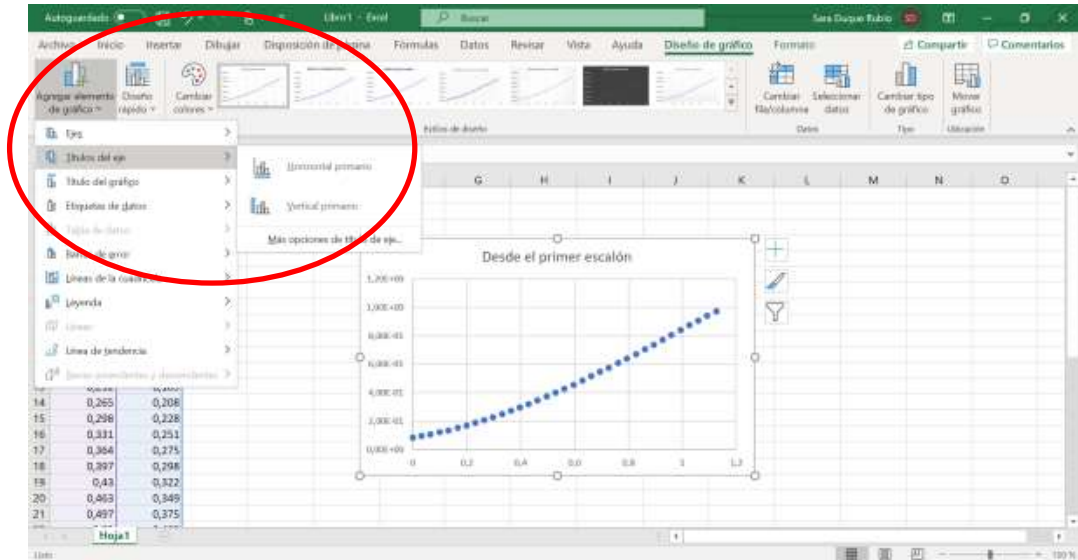 Autoguardado
Libro1 - Excel
Buscar
Sara Duque Rubio
SD
Archivo Inicio Insertar Dibujar Disposición de página Fórmulas Datos Revisar Vista Ayuda Diseño de gráfico Formato Compartir Comentarios
Agregar elemento de gráfico
Diseño rápido
Cambiar colores
Cambiar fila/columna
Seleccionar datos
Cambiar tipo de gráfico
Mover gráfico
Estilos de diseño
Datos
Tipo
Ubicación
Ejes
Títulos del eje
Título del gráfico
Etiquetas de datos
Tabla de datos
Barras de error
Líneas de la
Leyenda
Líneas
Línea de tendencia
Barras ascendentes y descendentes
Horizontal primario
Vertical primario
Más opciones de título de eje...
G H I J K L M N O
Desde el primer escalón
1,20E+00
1,00E+00
8,00E-01
6,00E-01
4,00E-01
2,00E-01
0,00E+00
0 0,2 0,4 0,6 0,8 1 1,2
14 0,265 0,208
15 0,298 0,228
16 0,331 0,251
17 0,364 0,275
18 0,397 0,298
19 0,43 0,322
20 0,463 0,349
21 0,497 0,375
Hoja1
Listo
100 %